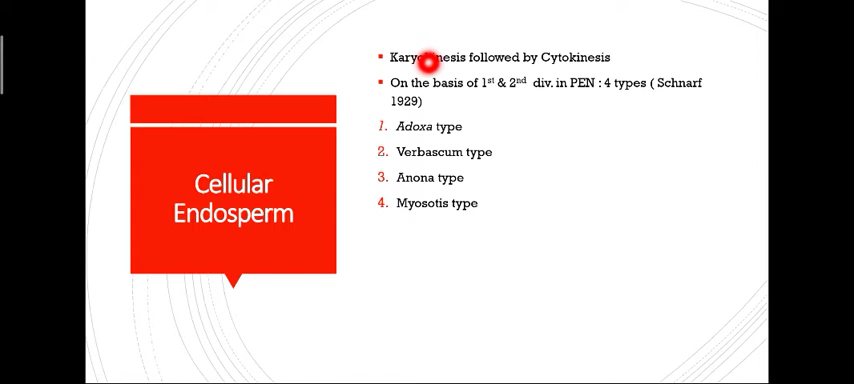 Cellular
Endosperm
Karyokinesis followed by Cytokinesis
On the basis of 1st & 2nd div. in PEN : 4 types ( Schnarf
1929)
1. Adoxa type
2. Verbascum type
3. Anona type
4. Myosotis type